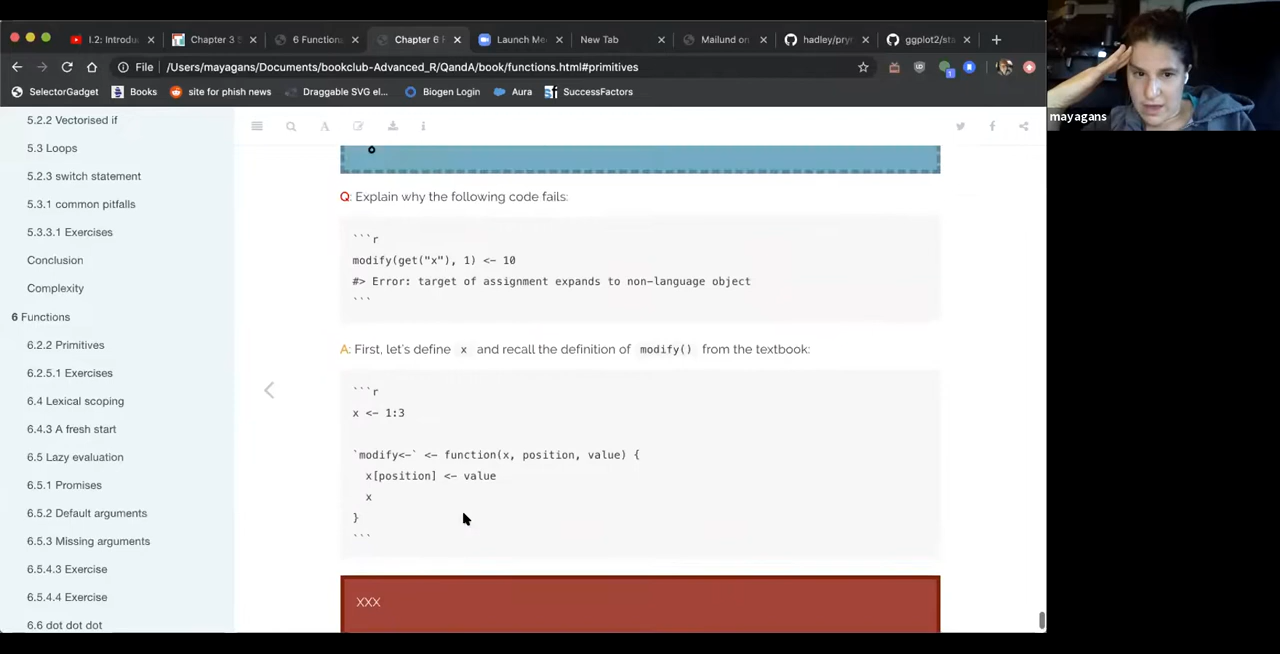 I.2: Introdu
Chapter 3 S
6 Function
Chapter 6 F
Launch Me
New Tab
Mailund on
hadley/pry
ggplot2/sta
File
/Users/mayagans/Documents/bookclub-Advanced_R/QandA/book/functions.html#primitives
SelectorGadget
Books
site for phish news
Draggable SVG el...
Biogen Login
Aura
SuccessFactors
mayagans
5.2.2 Vectorised if
5.3 Loops
5.2.3 switch statement
5.3.1 common pitfalls
5.3.3.1 Exercises
Conclusion
Complexity
6 Functions
6.2.2 Primitives
6.2.5.1 Exercises
6.4 Lexical scoping
6.4.3 A fresh start
6.5 Lazy evaluation
6.5.1 Promises
6.5.2 Default arguments
6.5.3 Missing arguments
6.5.4.3 Exercise
6.5.4.4 Exercise
6.6 dot dot dot
Q: Explain why the following code fails:
```r
modify(get("x"), 1) <- 10
#> Error: target of assignment expands to non-language object
```
A: First, let's define x and recall the definition of modify() from the textbook:
```r
x <- 1:3
`modify<-` <- function(x, position, value) {
x[position] <- value
x
}
```
XXX